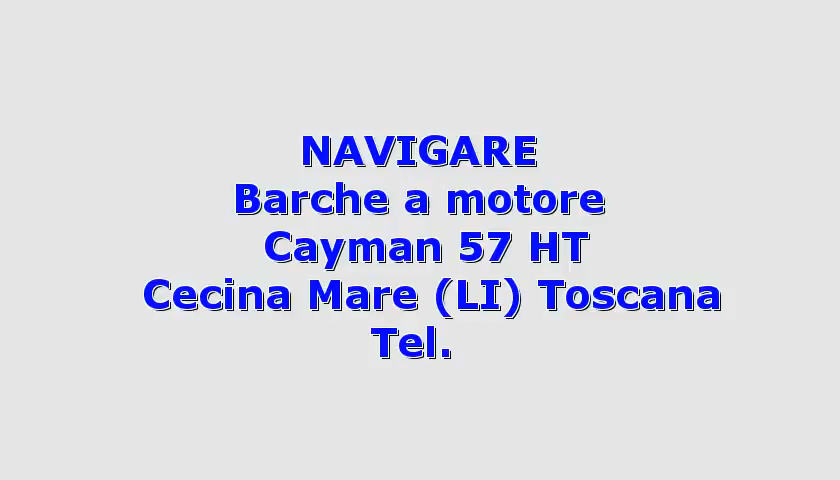 NAVIGARE
Barche a motore
Cayman 57 HT
Cecina Mare (LI) Toscana
Tel.